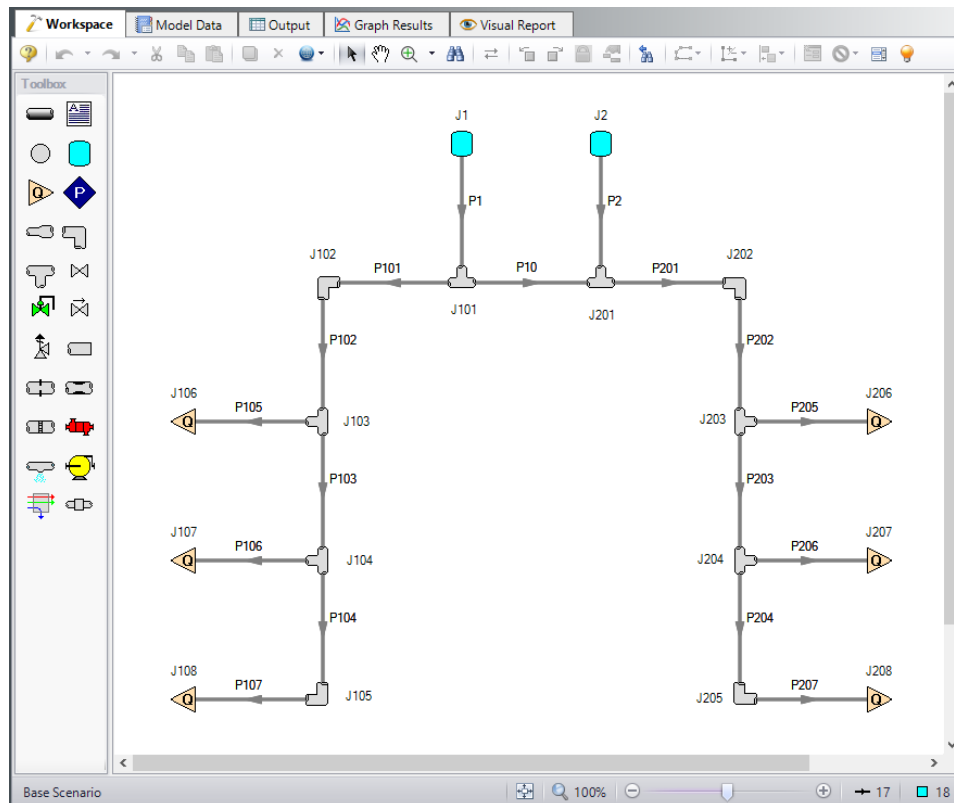 Workspace Model Data Output Graph Results Visual Report
Toolbox
A
Q P
J1 J2
P1 P2
J102 P101 P10 P201 J202
J101 J201
P102 P202
J106 P105 J103 J203 P205 J206
Q Q
P103 P203
J107 P106 J104 J204 P206 J207
Q Q
P104 P204
J108 P107 J105 J205 P207 J208
Q Q
Base Scenario 100% 17 18